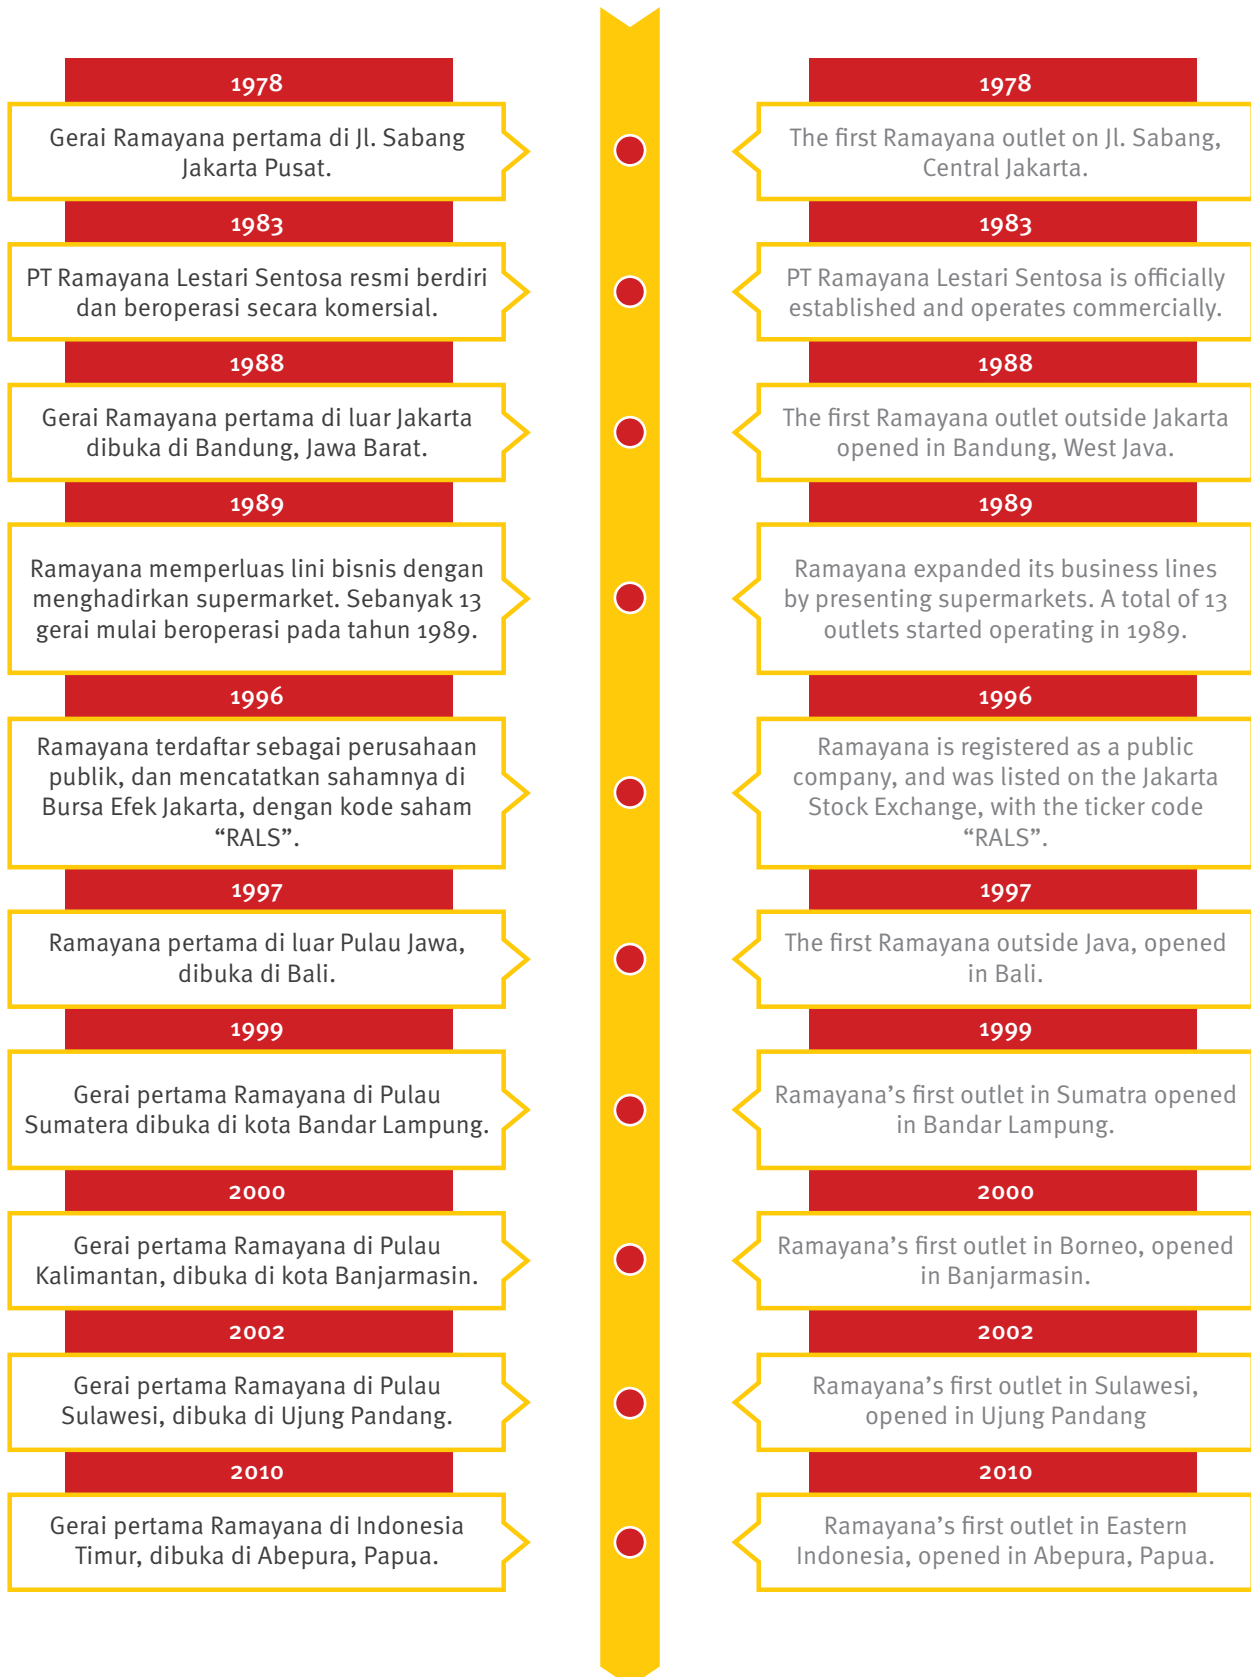 1978
Gerai Ramayana pertama di Jl. Sabang
Jakarta Pusat.
1983
PT Ramayana Lestari Sentosa resmi berdiri
dan beroperasi secara komersial.
1988
Gerai Ramayana pertama di luar Jakarta
dibuka di Bandung, Jawa Barat.
1989
Ramayana memperluas lini bisnis dengan
menghadirkan supermarket. Sebanyak 13
gerai mulai beroperasi pada tahun 1989.
1996
Ramayana terdaftar sebagai perusahaan
publik, dan mencatatkan sahamnya di
Bursa Efek Jakarta, dengan kode saham
“RALS”.
1997
Ramayana pertama di luar Pulau Jawa,
dibuka di Bali.
1999
Gerai pertama Ramayana di Pulau
Sumatera dibuka di kota Bandar Lampung.
2000
Gerai pertama Ramayana di Pulau
Kalimantan, dibuka di kota Banjarmasin.
2002
Gerai pertama Ramayana di Pulau
Sulawesi, dibuka di Ujung Pandang.
2010
Gerai pertama Ramayana di Indonesia
Timur, dibuka di Abepura, Papua.
1978
The first Ramayana outlet on Jl. Sabang,
Central Jakarta.
1983
PT Ramayana Lestari Sentosa is officially
established and operates commercially.
1988
The first Ramayana outlet outside Jakarta
opened in Bandung, West Java.
1989
Ramayana expanded its business lines
by presenting supermarkets. A total of 13
outlets started operating in 1989.
1996
Ramayana is registered as a public
company, and was listed on the Jakarta
Stock Exchange, with the ticker code
“RALS”.
1997
The first Ramayana outside Java, opened
in Bali.
1999
Ramayana’s first outlet in Sumatra opened
in Bandar Lampung.
2000
Ramayana’s first outlet in Borneo, opened
in Banjarmasin.
2002
Ramayana’s first outlet in Sulawesi,
opened in Ujung Pandang
2010
Ramayana’s first outlet in Eastern
Indonesia, opened in Abepura, Papua.